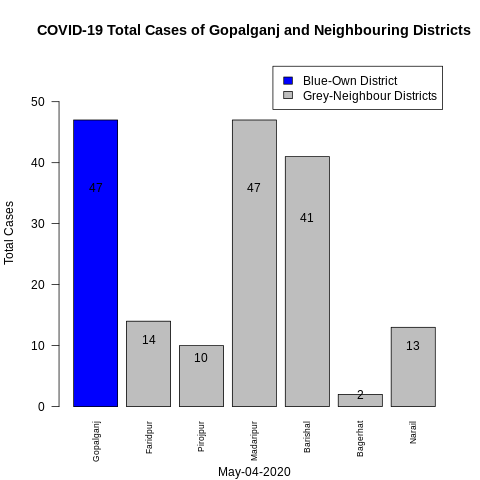 COVID-19 Total Cases of Gopalganj and Neighbouring Districts
Blue-Own District
Grey-Neighbour Districts
Total Cases
50
40
30
20
10
0
47
14
10
47
41
2
13
Gopalganj
Faridpur
Pirojpur
Madaripur
Barishal
Bagerhat
Narail
May-04-2020